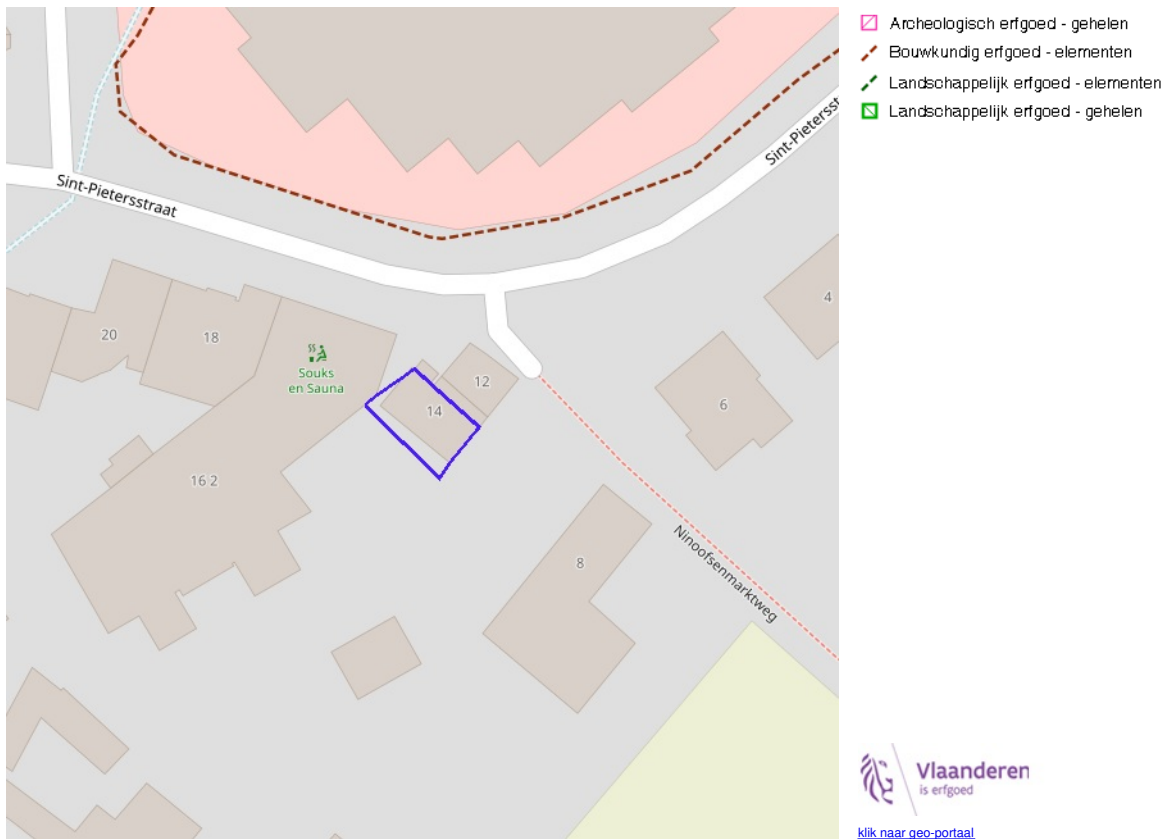 Archeologisch erfgoed - gehelen
Bouwkundig erfgoed - elementen
Landschappelijk erfgoed - elementen
Landschappelijk erfgoed - gehelen
Sint-Pietersst
Sint-Pietersstraat
4
20
18
Souks
en Sauna
12
14
6
16 2
8
Ninoofsenmarktweg
Vlaanderen
is erfgoed
klik naar geo-portaal